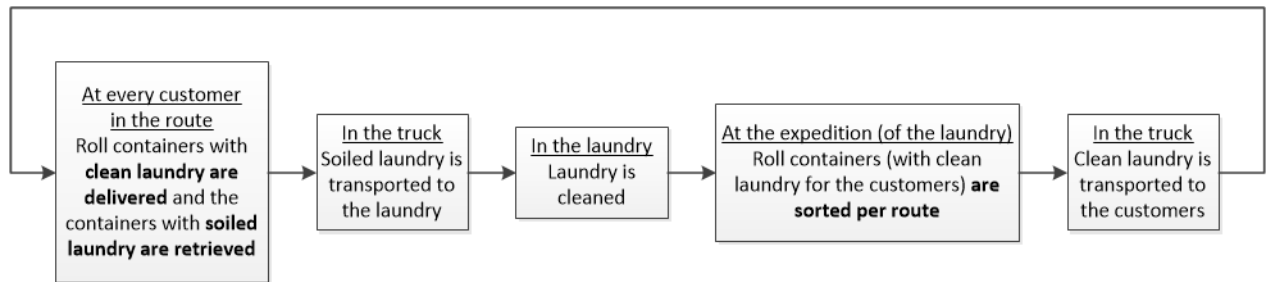 At every customer
in the route
Roll containers with
clean laundry are
delivered and the
containers with soiled
laundry are retrieved
In the truck
Soiled laundry is
transported to
the laundry
In the laundry
Laundry is
cleaned
At the expedition (of the laundry)
Roll containers (with clean
laundry for the customers) are
sorted per route
In the truck
Clean laundry is
transported to
the customers